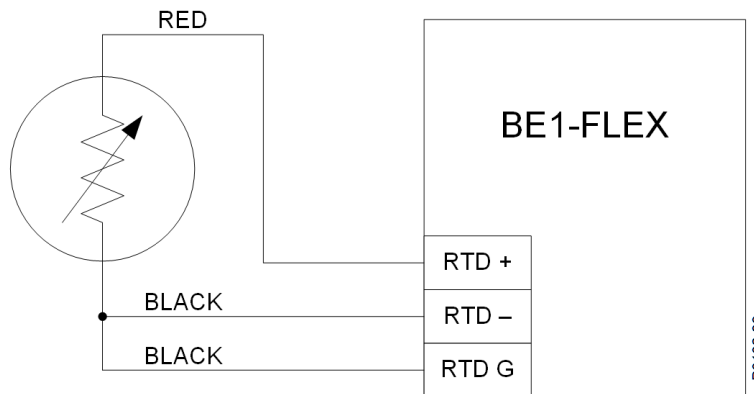 RED
BE1-FLEX
RTD +
BLACK
RTD –
BLACK
RTD G